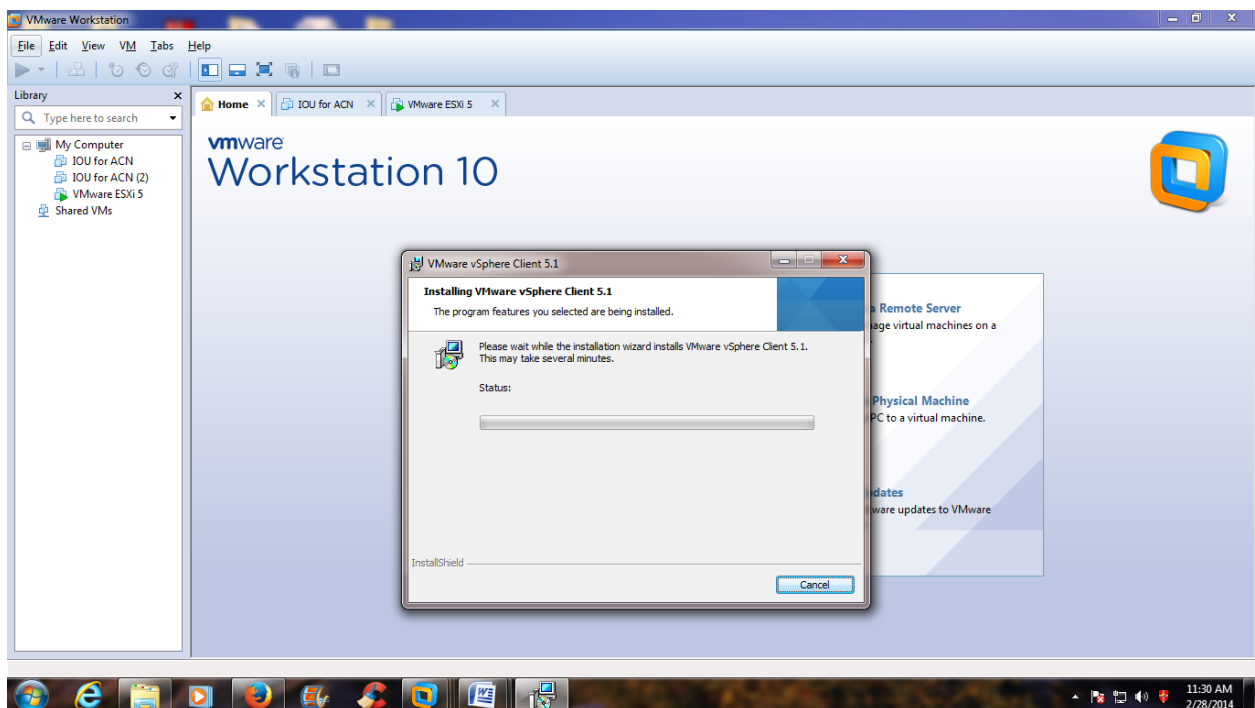 VMware Workstation
File Edit View VM Tabs Help
Library
Type here to search
My Computer
IOU for ACN
IOU for ACN (2)
VMware ESXi 5
Shared VMs
Home
IOU for ACN
VMware ESXi 5
vmware
Workstation 10
VMware vSphere Client 5.1
Installing VMware vSphere Client 5.1
The program features you selected are being installed.
Please wait while the installation wizard installs VMware vSphere Client 5.1.
This may take several minutes.
Status:
InstallShield
Cancel
a Remote Server
virtual machines on a
Physical Machine
PC to a virtual machine.
updates to VMware
11:30 AM
2/28/2014